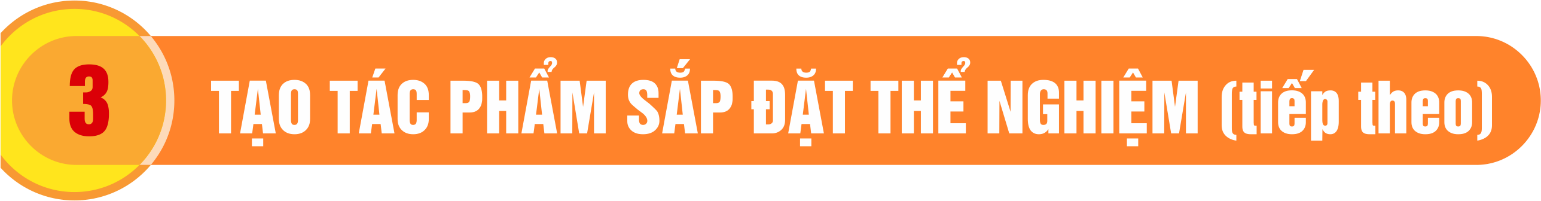 3
TẠO TÁC PHẨM SẮP ĐẶT THỂ NGHIỆM (tiếp theo)